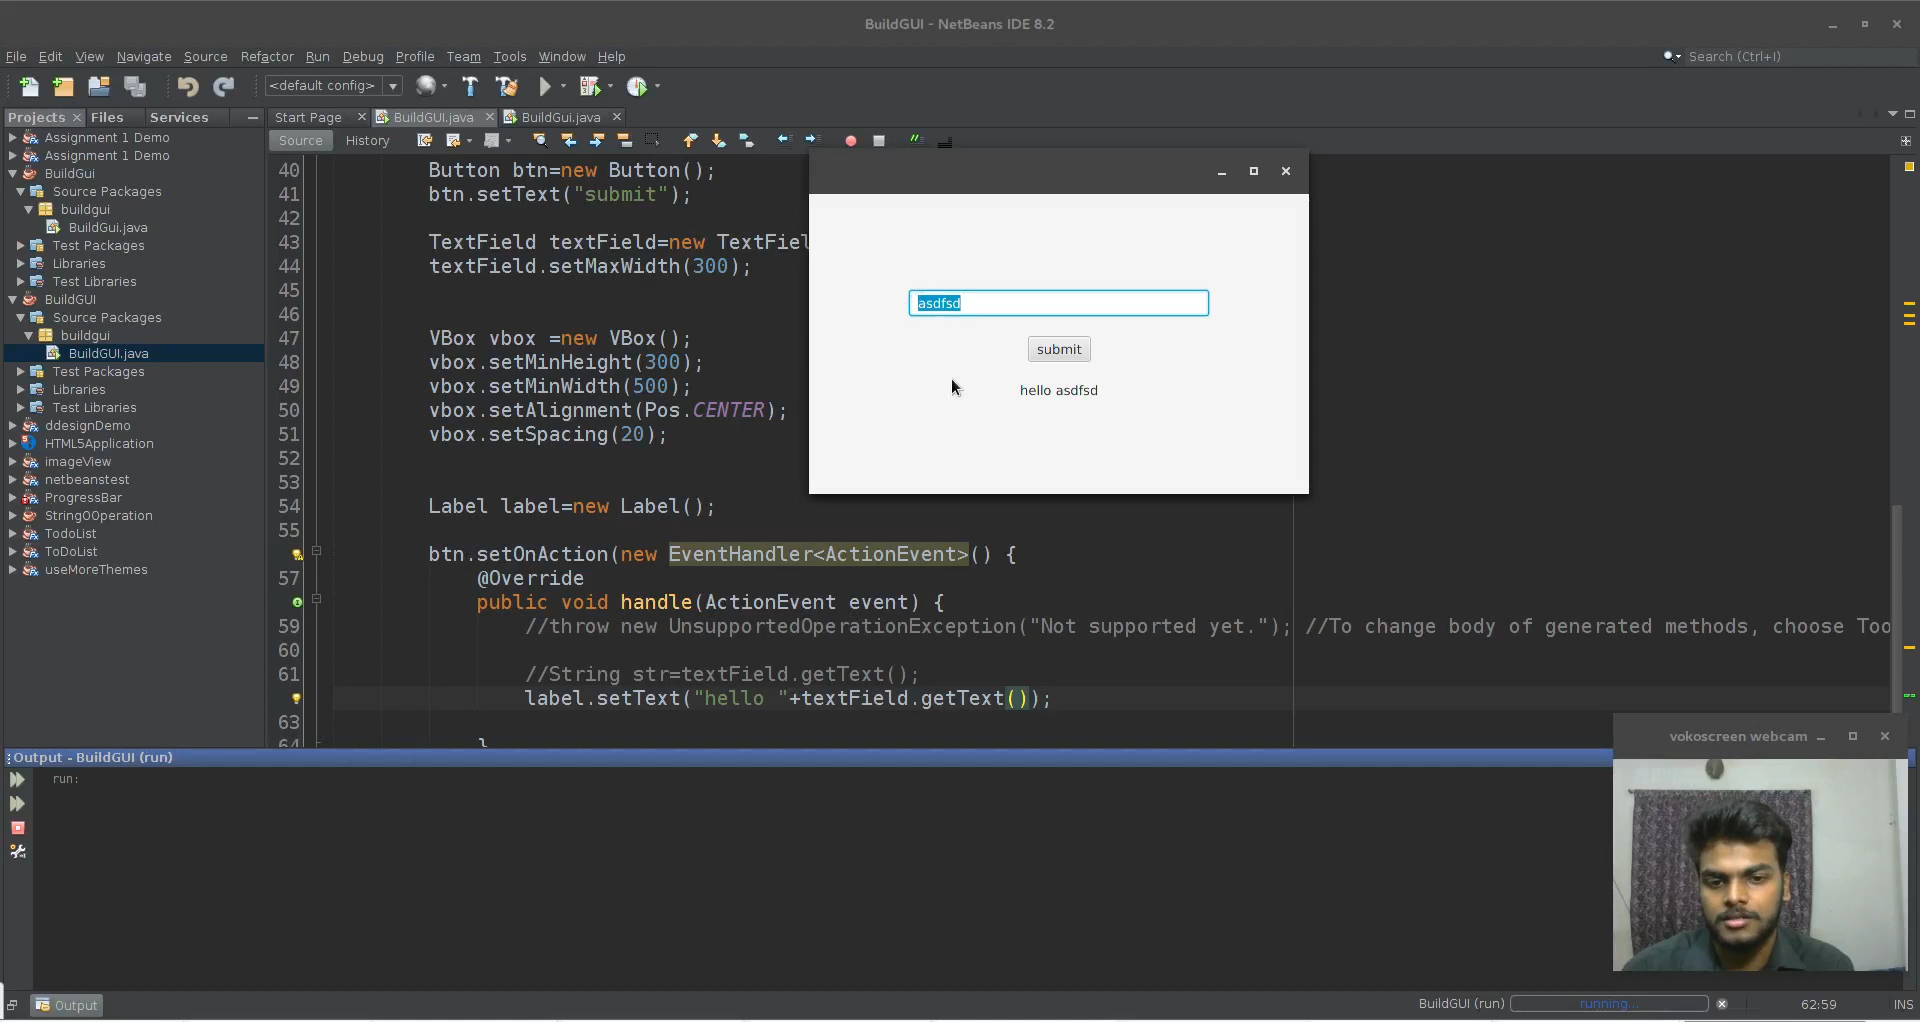 BuildGUI - NetBeans IDE 8.2
File Edit View Navigate Source Refactor Run Debug Profile Team Tools Window Help
Search (Ctrl+I)
<default config>
Projects Files Services
Start Page BuildGUI.java BuildGui.java
Source History
Assignment 1 Demo
Assignment 1 Demo
BuildGui
Source Packages
buildgui
BuildGui.java
Test Packages
Libraries
Test Libraries
BuildGUI
Source Packages
buildgui
BuildGUI.java
Test Packages
Libraries
Test Libraries
ddesignDemo
HTML5Application
imageView
netbeanstest
ProgressBar
StringOOperation
TodoList
ToDoList
useMoreThemes
40 Button btn=new Button();
41 btn.setText("submit");
42
43 TextField textField=new TextFiel
44 textField.setMaxWidth(300);
45
46
47 VBox vbox =new VBox();
48 vbox.setMinHeight(300);
49 vbox.setMinWidth(500);
50 vbox.setAlignment(Pos.CENTER);
51 vbox.setSpacing(20);
52
53
54 Label label=new Label();
55
btn.setOnAction(new EventHandler<ActionEvent>() {
57 @Override
public void handle(ActionEvent event) {
59 //throw new UnsupportedOperationException("Not supported yet."); //To change body of generated methods, choose Too
60
61 //String str=textField.getText();
label.setText("hello "+textField.getText());
63
64 }
asdfsd
submit
hello asdfsd
Output - BuildGUI (run)
run:
vokoscreen webcam
Output
BuildGUI (run) running... 62:59 INS